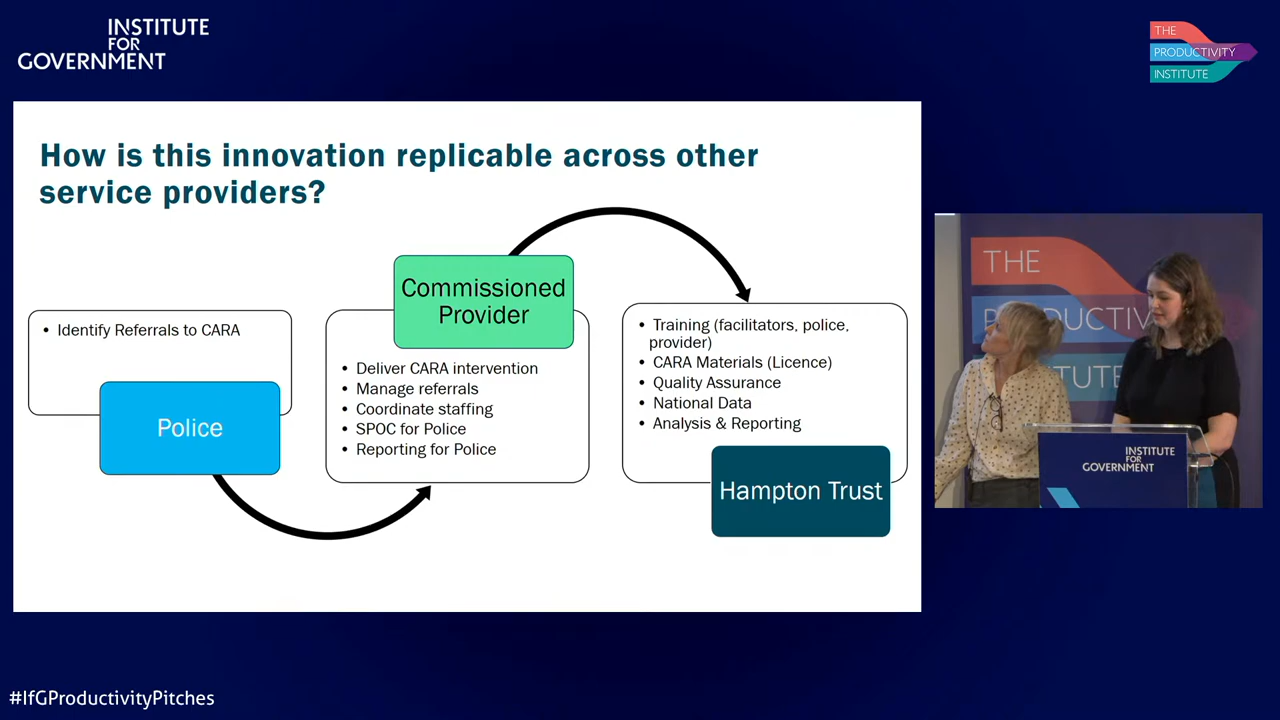 INSTITUTE
FOR
GOVERNMENT
THE
PRODUCTIVITY
INSTITUTE
How is this innovation replicable across other
service providers?
• Identify Referrals to CARA
Police
Commissioned
Provider
• Deliver CARA intervention
• Manage referrals
• Coordinate staffing
• SPOC for Police
• Reporting for Police
• Training (facilitators, police,
provider)
• CARA Materials (Licence)
• Quality Assurance
• National Data
• Analysis & Reporting
Hampton Trust
THE
INSTITUTE
FOR
GOVERNMENT
#IfGProductivityPitches